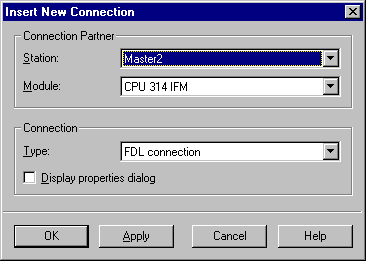 Insert New Connection
Connection Partner
Station: Master2
Module: CPU 314 IFM
Connection
Type: FDL connection
Display properties dialog
OK Apply Cancel Help